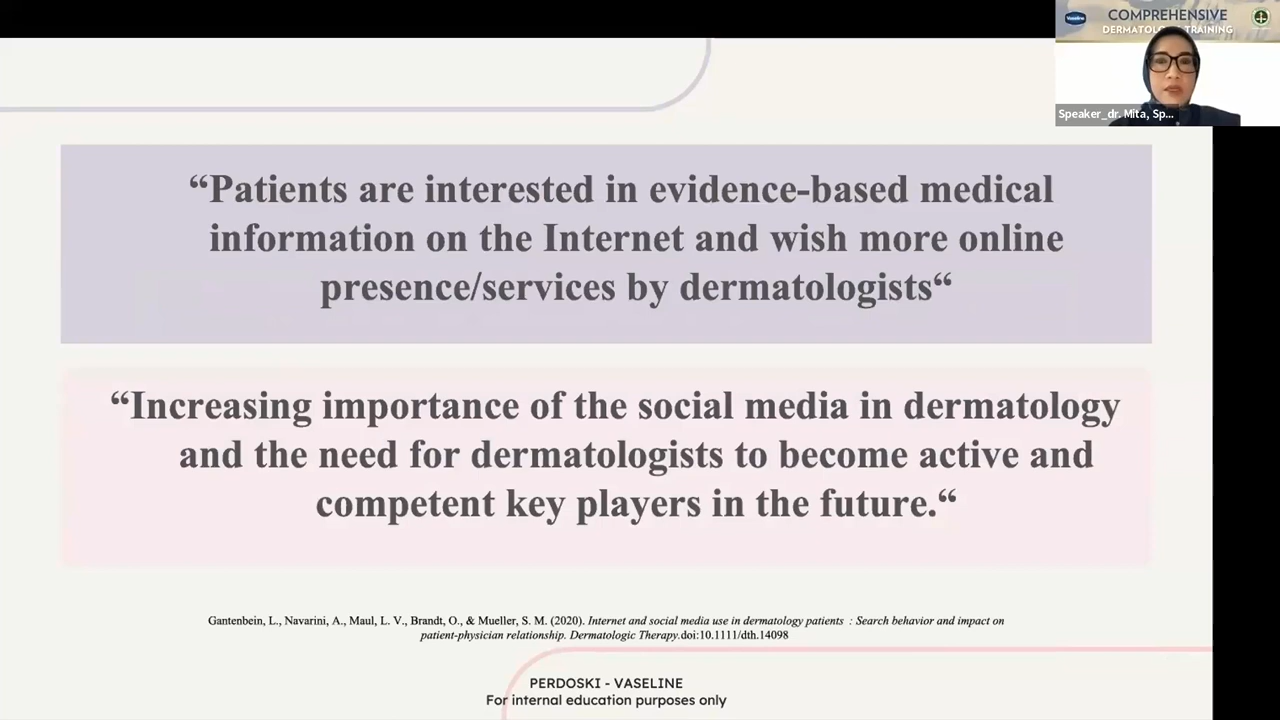 COMPREHENSIVE
Vaseline
Speaker_dr. Mita, Sp...
“Patients are interested in evidence-based medical
information on the Internet and wish more online
presence/services by dermatologists“
“Increasing importance of the social media in dermatology
and the need for dermatologists to become active and
competent key players in the future.“
Gantenbein, L., Navarini, A., Maul, L. V., Brandt, O., & Mueller, S. M. (2020). Internet and social media use in dermatology patients : Search behavior and impact on
patient-physician relationship. Dermatologic Therapy.doi:10.1111/dth.14098
PERDOSKI - VASELINE
For internal education purposes only